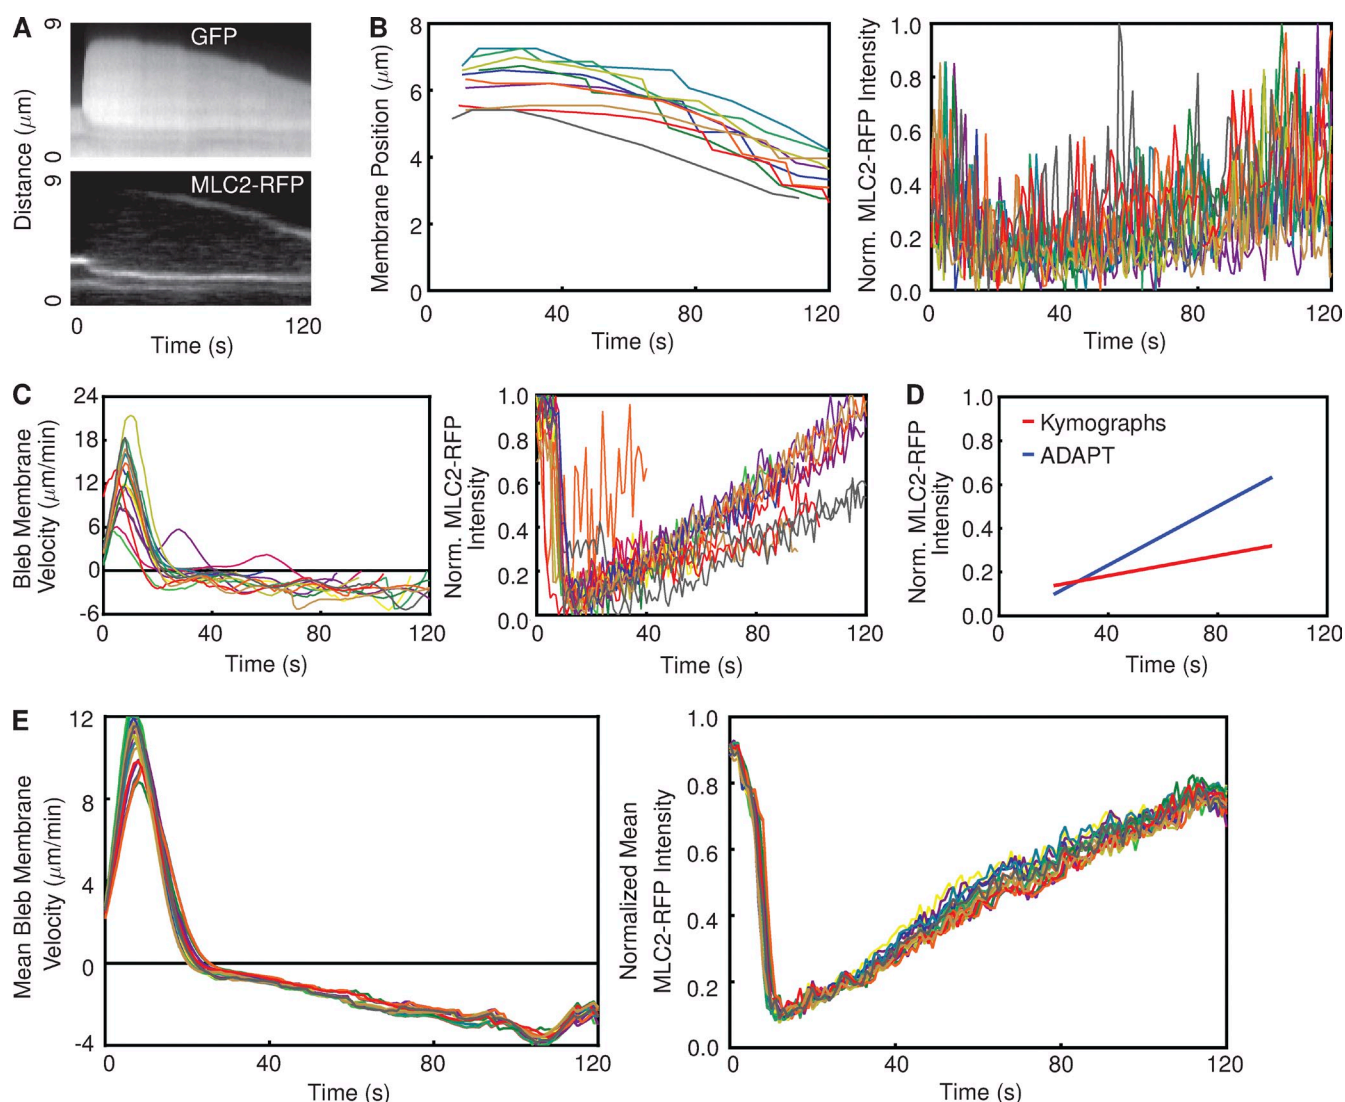 A
9
GFP
0
9
MLC2-RFP
0
Distance (μm)
0
120
Time (s)
B
8
6
4
2
0
Membrane Position (μm)
0
40
80
120
Time (s)
1.0
0.8
0.6
0.4
0.2
0.0
Norm. MLC2-RFP Intensity
0
40
80
120
Time (s)
C
24
18
12
6
0
-6
Bleb Membrane
Velocity (μm/min)
0
40
80
120
Time (s)
1.0
0.8
0.6
0.4
0.2
0.0
Norm. MLC2-RFP
Intensity
0
40
80
120
Time (s)
D
1.0
0.8
0.6
0.4
0.2
0.0
Norm. MLC2-RFP
Intensity
Kymographs
ADAPT
0
40
80
120
Time (s)
E
12
8
4
0
-4
Mean Bleb Membrane
Velocity (μm/min)
0
40
80
120
Time (s)
1.0
0.8
0.6
0.4
0.2
0.0
Normalized Mean
MLC2-RFP Intensity
0
40
80
120
Time (s)